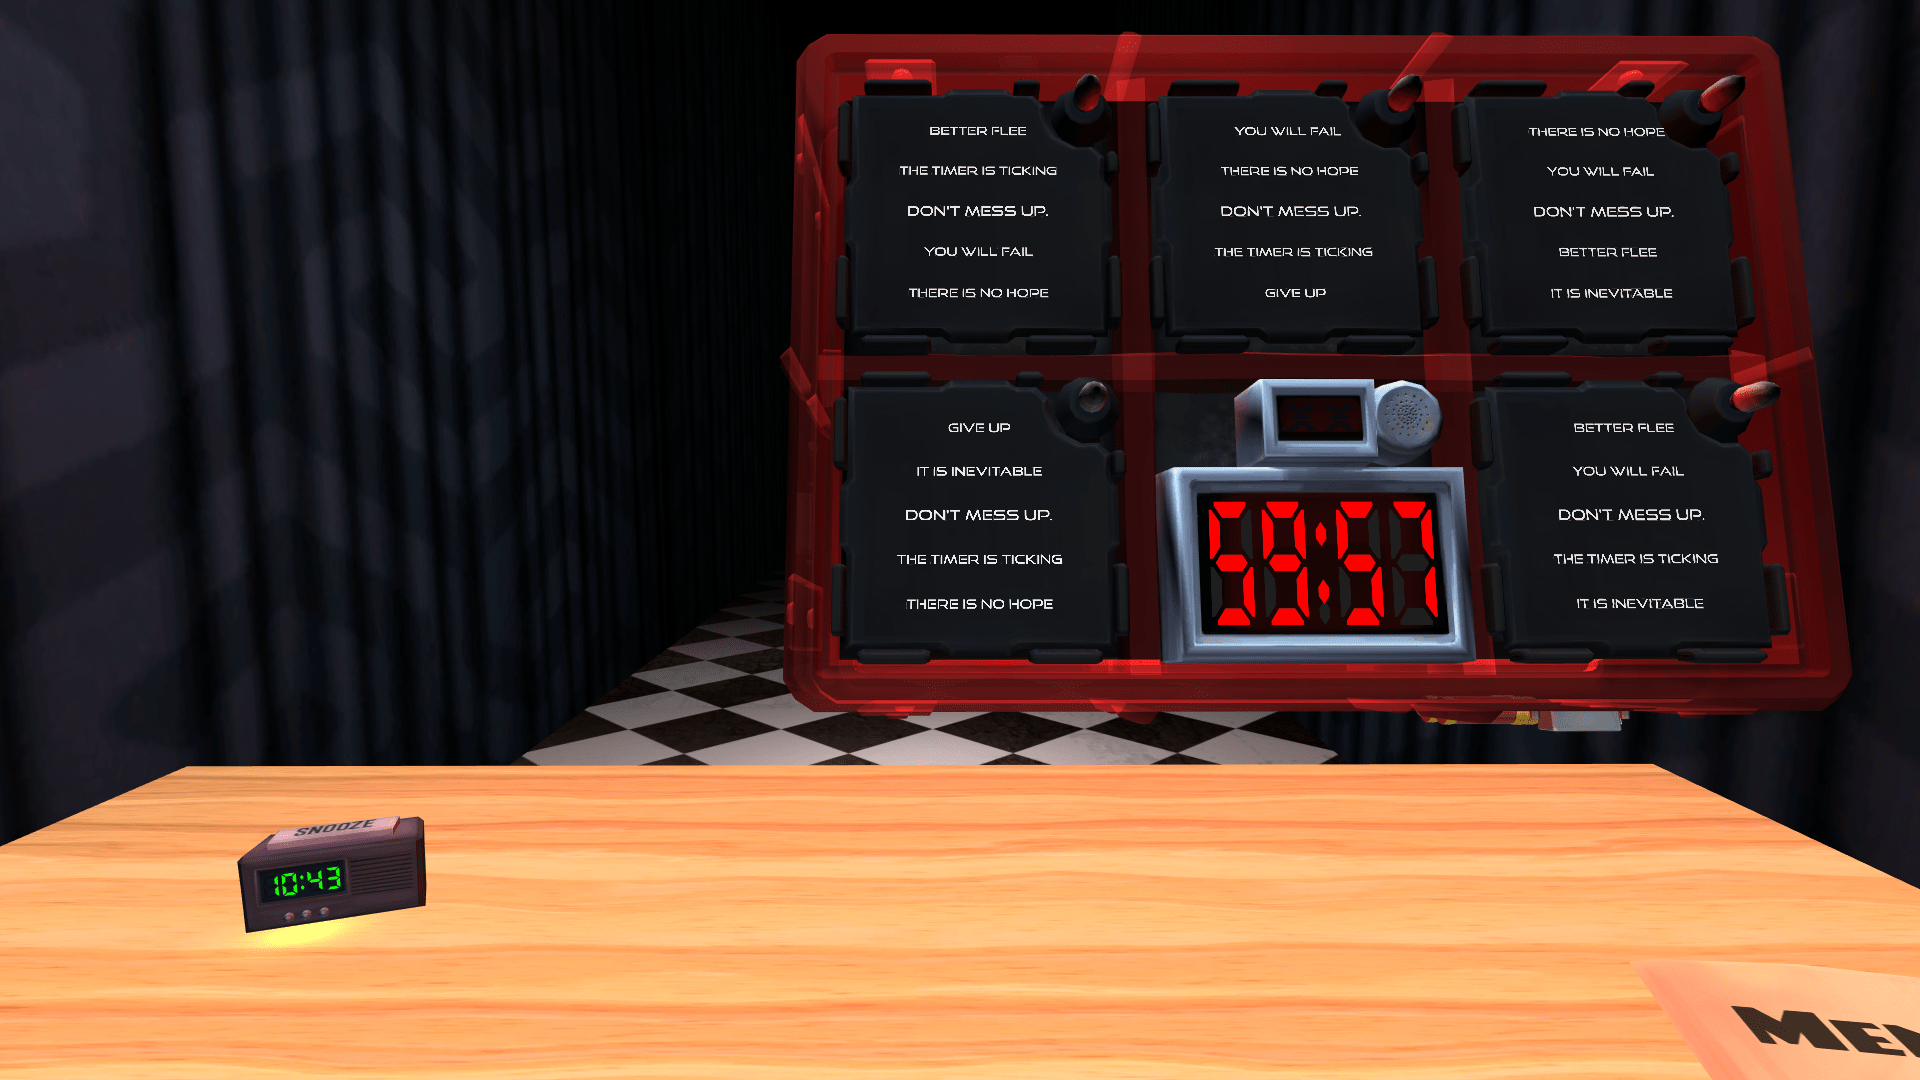 BETTER FLEE
THE TIMER IS TICKING
DON'T MESS UP.
YOU WILL FAIL
THERE IS NO HOPE
YOU WILL FAIL
THERE IS NO HOPE
DON'T MESS UP.
THE TIMER IS TICKING
GIVE UP
THERE IS NO HOPE
YOU WILL FAIL
DON'T MESS UP.
BETTER FLEE
IT IS INEVITABLE
GIVE UP
IT IS INEVITABLE
DON'T MESS UP.
THE TIMER IS TICKING
THERE IS NO HOPE
59:57
BETTER FLEE
YOU WILL FAIL
DON'T MESS UP.
THE TIMER IS TICKING
IT IS INEVITABLE
SNOOZE
10:43